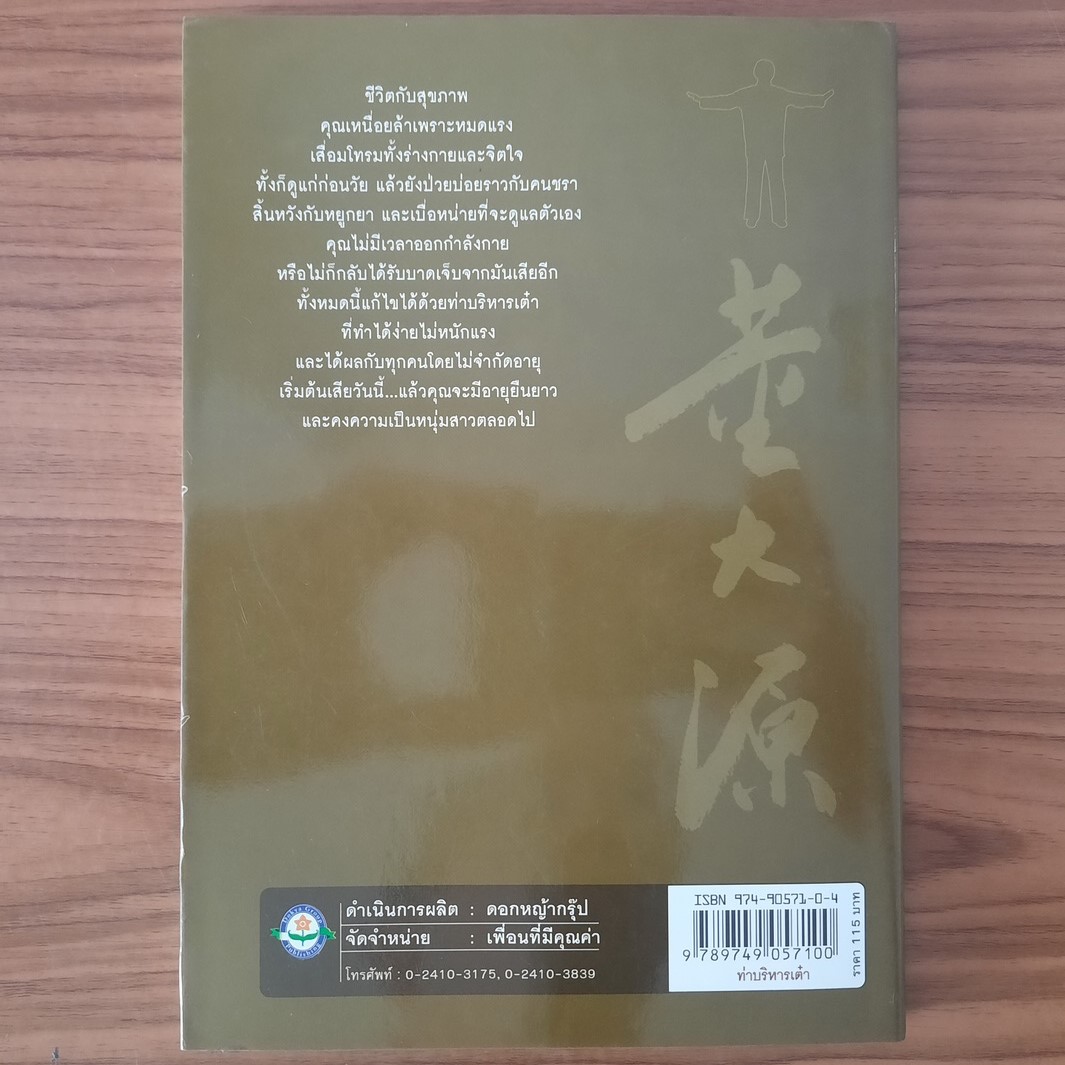 ชีวิตกับสุขภาพ
คุณเหนื่อยล้าเพราะหมดแรง
เสื่อมโทรมทั้งร่างกายและจิตใจ
ทั้งก็ดูแก่ก่อนวัย แล้วยังป่วยบ่อยราวกับคนชรา
สิ้นหวังกับหยูกยา และเบื่อหน่ายที่จะดูแลตัวเอง
คุณไม่มีเวลาออกกำลังกาย
หรือไม่ก็กลับได้รับบาดเจ็บจากมันเสียอีก
ทั้งหมดนี้แก้ไขได้ด้วยท่าบริหารเต๋า
ที่ทำได้ง่ายไม่หนักแรง
และได้ผลกับทุกคนโดยไม่จำกัดอายุ
เริ่มต้นเสียวันนี้...แล้วคุณจะมีอายุยืนยาว
และคงความเป็นหนุ่มสาวตลอดไป
董
大
源
Dokya Group
Publishing
ดำเนินการผลิต : ดอกหญ้ากรุ๊ป
จัดจำหน่าย : เพื่อนที่มีคุณค่า
โทรศัพท์ : 0-2410-3175, 0-2410-3839
ISBN 974-90571-0-4
9 789749 057100
ท่าบริหารเต๋า
ราคา 115 บาท